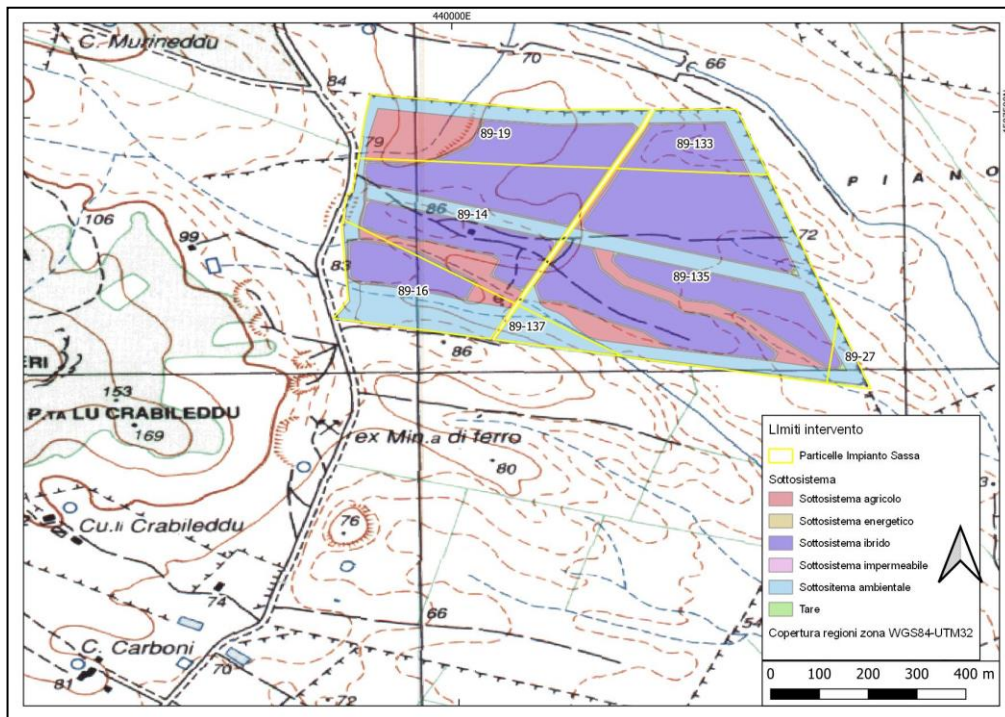 440000E
C. Murineddu
84
70
66
79
89-19
89-133
PIANO
106
99
86
89-14
72
83
89-135
89-16
89-137
89-27
86
ERI
153
P.TA LU CRABILEDDU
169
ex Min.a di ferro
80
LImiti intervento
Particelle Impianto Sassa
Sottosistema
Sottosistema agricolo
Sottosistema energetico
Sottosistema ibrido
Sottosistema impermeabile
Sottositema ambientale
Tare
Copertura regioni zona WGS84-UTM32
0 100 200 300 400 m
Cu.li Crabileddu
76
74
66
54
C. Carboni
81
70
72